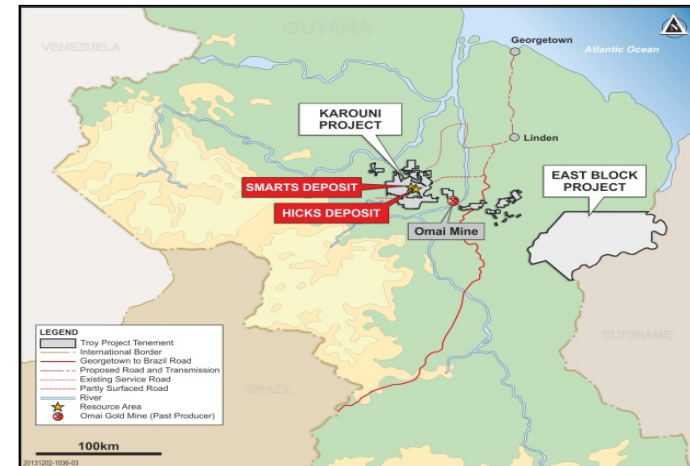 GUYANA
VENEZUELA
Georgetown
Atlantic Ocean
KAROUNI
PROJECT
Linden
SMARTS DEPOSIT
HICKS DEPOSIT
EAST BLOCK
PROJECT
Omai Mine
SURINAME
BRAZIL
LEGEND
Troy Project Tenement
International Border
Georgetown to Brazil Road
Proposed Road and Transmission
Existing Service Road
Partly Surfaced Road
River
Resource Area
Omai Gold Mine (Past Producer)
100km
20131202-1036-03